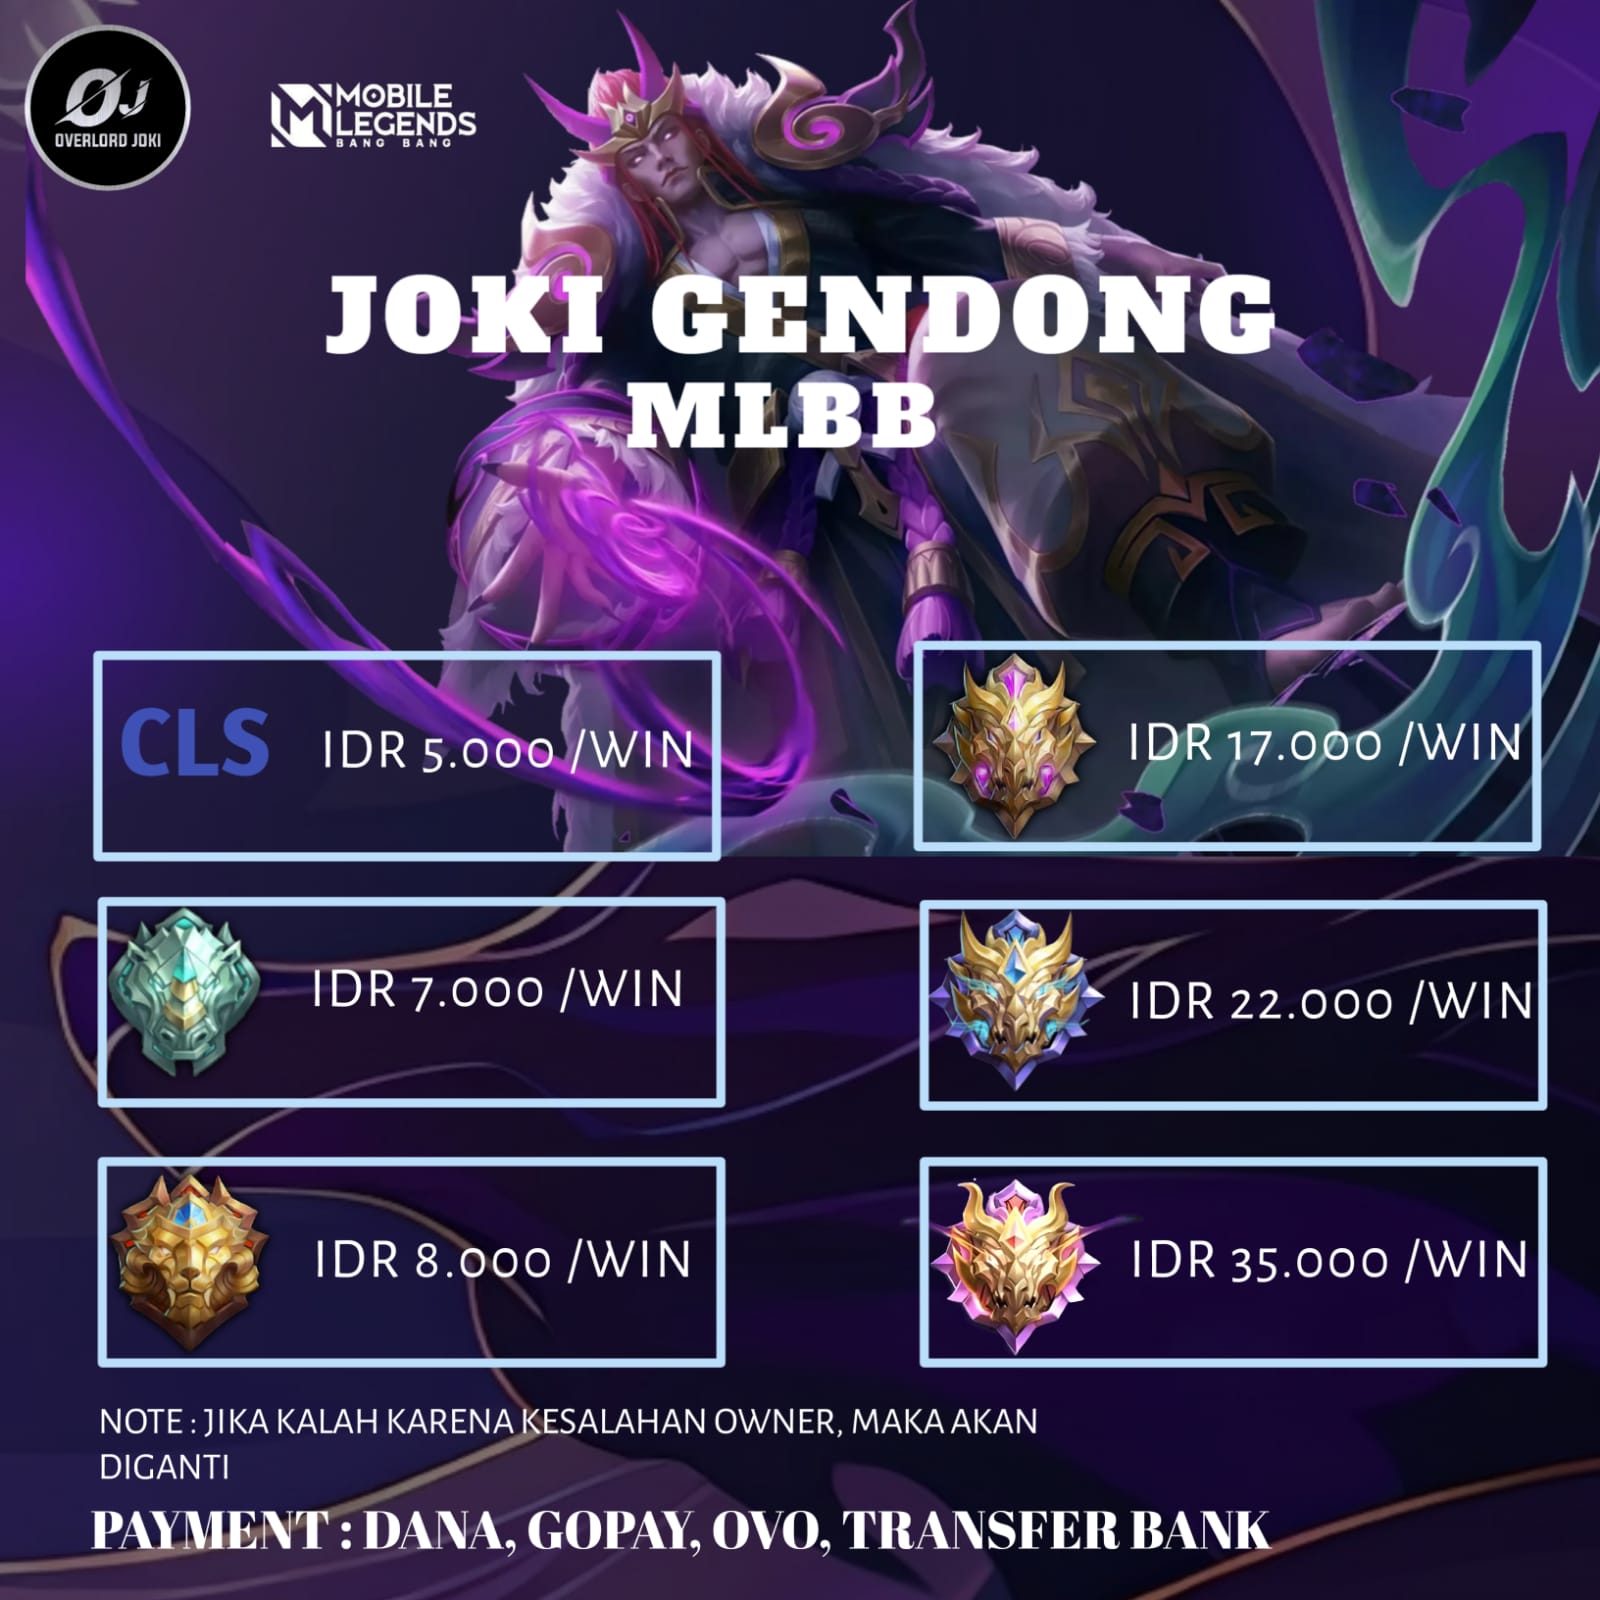 OJ
OVERLORD JOKI
MOBILE
LEGENDS
BANG BANG
JOKI GENDONG
MLBB
CLS IDR 5.000 /WIN
IDR 17.000 /WIN
IDR 7.000 /WIN
IDR 22.000 /WIN
IDR 8.000 /WIN
IDR 35.000 /WIN
NOTE : JIKA KALAH KARENA KESALAHAN OWNER, MAKA AKAN
DIGANTI
PAYMENT : DANA, GOPAY, OVO, TRANSFER BANK